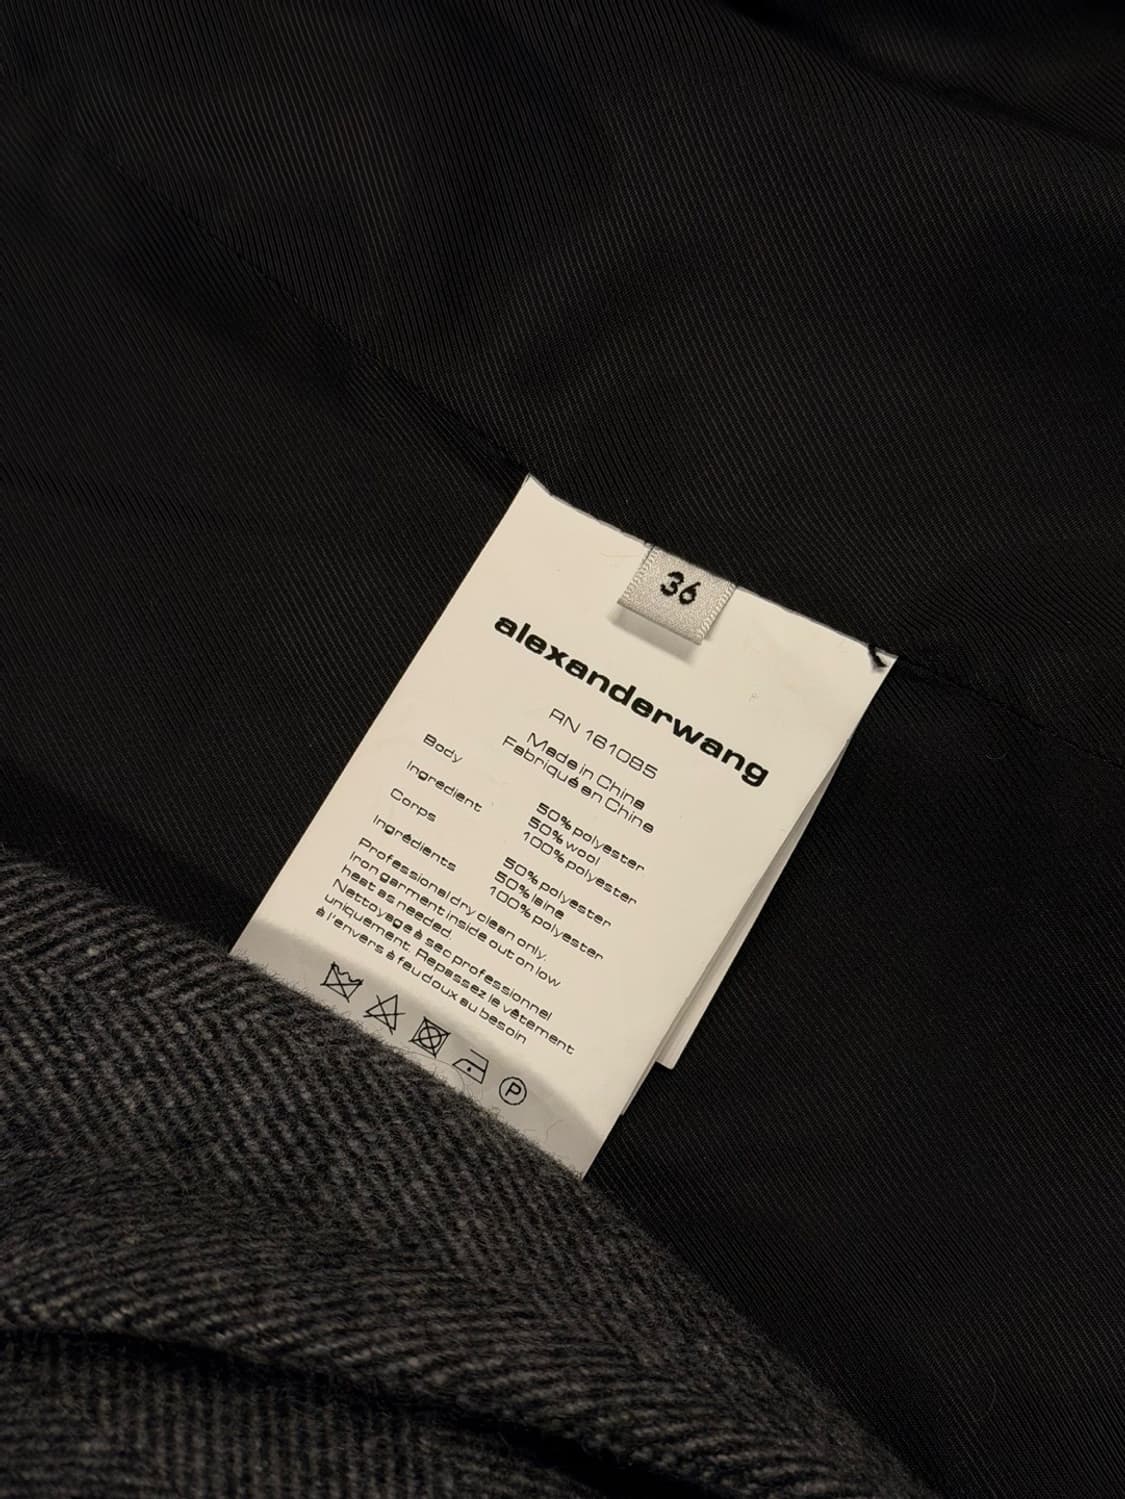 36
alexanderwang
RN 161085
Made in China
Fabriqué en Chine
Body
50% polyester
50% wool
Ingredient
100% polyester
Corps
50% polyester
50% laine
Ingrédients
100% polyester
Professional dry clean only.
Iron garment inside out on low
heat as needed.
Nettoyage à sec professionnel
uniquement. Repassez le vêtement
à l'envers à feu doux au besoin
P